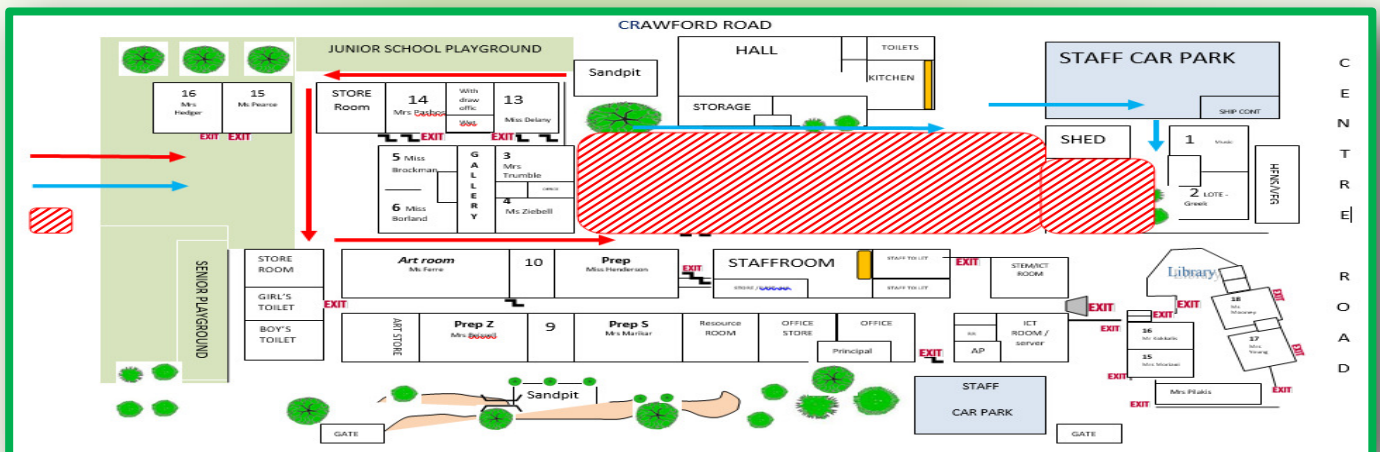 CRAWFORD ROAD
JUNIOR SCHOOL PLAYGROUND
Sandpit
HALL
TOILETS
KITCHEN
STORAGE
STAFF CAR PARK
SHIP CONT
CENTRE ROAD
16
Mrs
Hedger
15
Ms Pearce
EXIT EXIT
STORE
Room
14
With
draw
offic
13
Miss Delany
EXIT
EXIT
5 Miss
Brockman
6 Miss
Borland
GALLERY
3
Mrs
Trumble
4
Ms Ziebell
SHED
1
Music
2 LOTE -
Greek
SENIOR PLAYGROUND
STORE
ROOM
GIRL'S
TOILET
BOY'S
TOILET
EXIT
Art room
Ms Ferre
10
Prep
Miss Henderson
EXIT
STAFFROOM
STAFF TOILET
STAFF TOILET
EXIT
STEM/ICT
ROOM
ART STORE
Prep Z
9
Prep S
Mrs Marikar
Resource
ROOM
OFFICE
STORE
OFFICE
Principal
EXIT
AP
ICT
ROOM /
server
EXIT
Library
EXIT
EXIT
18
EXIT
17
Mrs
Young
EXIT
EXIT
16
15
EXIT
EXIT
Mrs Pilakis
Sandpit
STAFF
CAR PARK
GATE
GATE